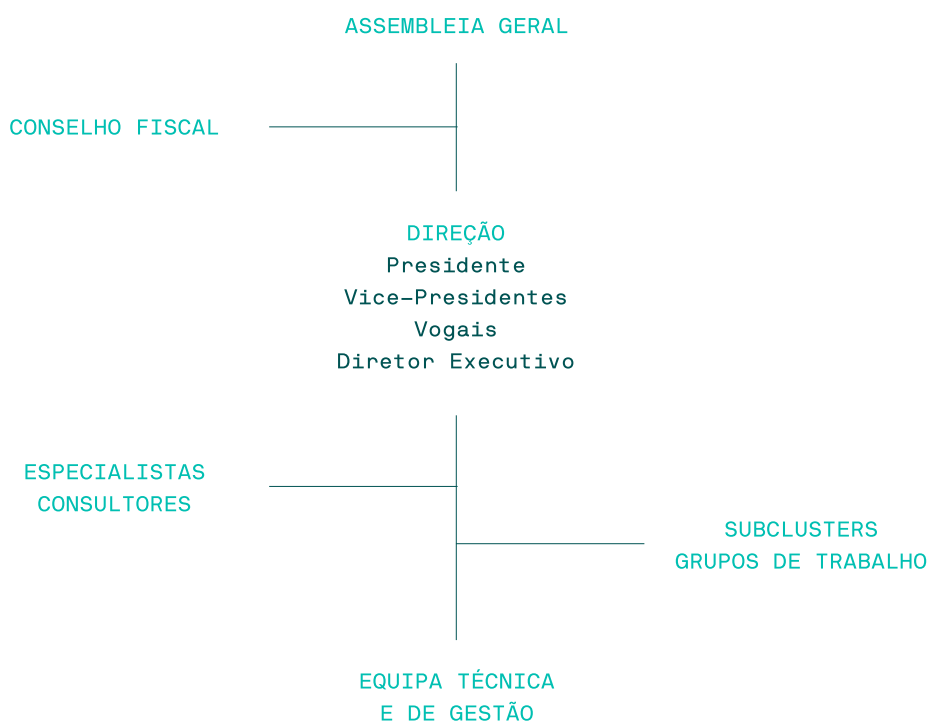 ASSEMBLEIA GERAL
CONSELHO FISCAL
DIREÇÃO
Presidente
Vice-Presidentes
Vogais
Diretor Executivo
ESPECIALISTAS
CONSULTORES
SUBCLUSTERS
GRUPOS DE TRABALHO
EQUIPA TÉCNICA
E DE GESTÃO